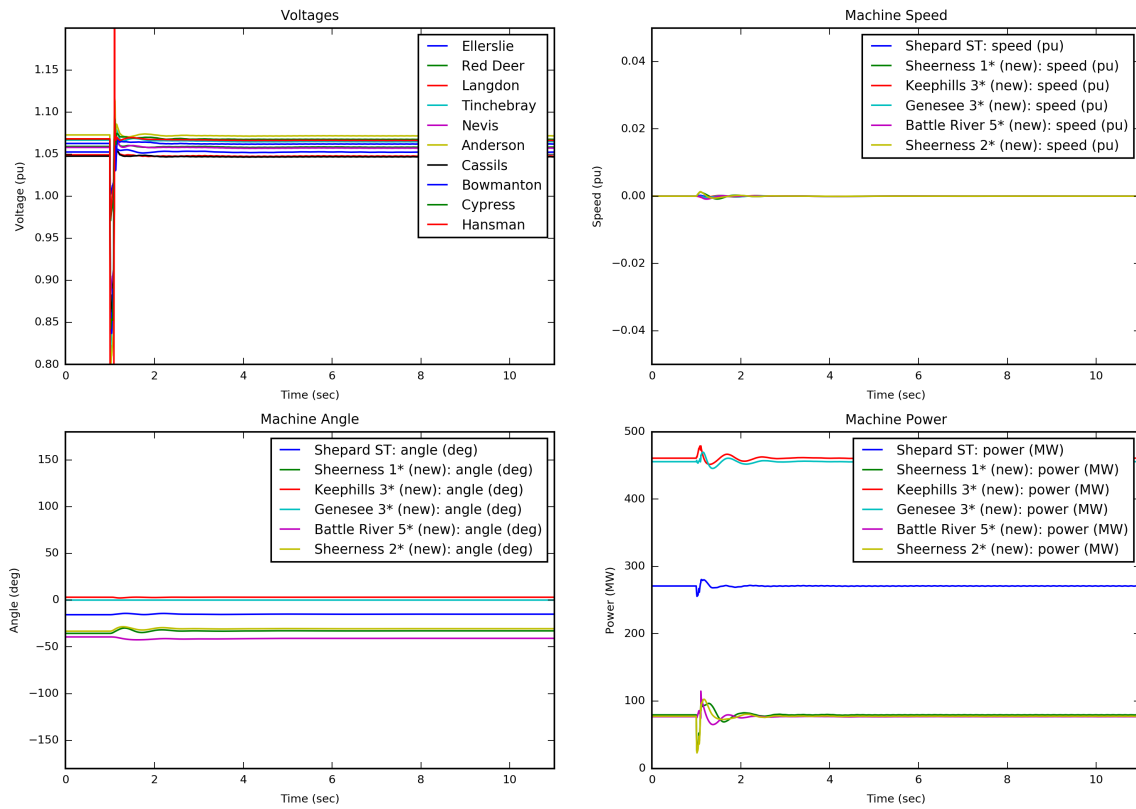 Voltages
1.15
1.10
1.05
1.00
0.95
0.90
0.85
0.80
Voltage (pu)
0 2 4 6 8 10
Time (sec)
Ellerslie
Red Deer
Langdon
Tinchebray
Nevis
Anderson
Cassils
Bowmanton
Cypress
Hansman
Machine Speed
0.04
0.02
0.00
−0.02
−0.04
Speed (pu)
0 2 4 6 8 10
Time (sec)
Shepard ST: speed (pu)
Sheerness 1* (new): speed (pu)
Keephills 3* (new): speed (pu)
Genesee 3* (new): speed (pu)
Battle River 5* (new): speed (pu)
Sheerness 2* (new): speed (pu)
Machine Angle
150
100
50
0
−50
−100
−150
Angle (deg)
0 2 4 6 8 10
Time (sec)
Shepard ST: angle (deg)
Sheerness 1* (new): angle (deg)
Keephills 3* (new): angle (deg)
Genesee 3* (new): angle (deg)
Battle River 5* (new): angle (deg)
Sheerness 2* (new): angle (deg)
Machine Power
500
400
300
200
100
0
Power (MW)
0 2 4 6 8 10
Time (sec)
Shepard ST: power (MW)
Sheerness 1* (new): power (MW)
Keephills 3* (new): power (MW)
Genesee 3* (new): power (MW)
Battle River 5* (new): power (MW)
Sheerness 2* (new): power (MW)